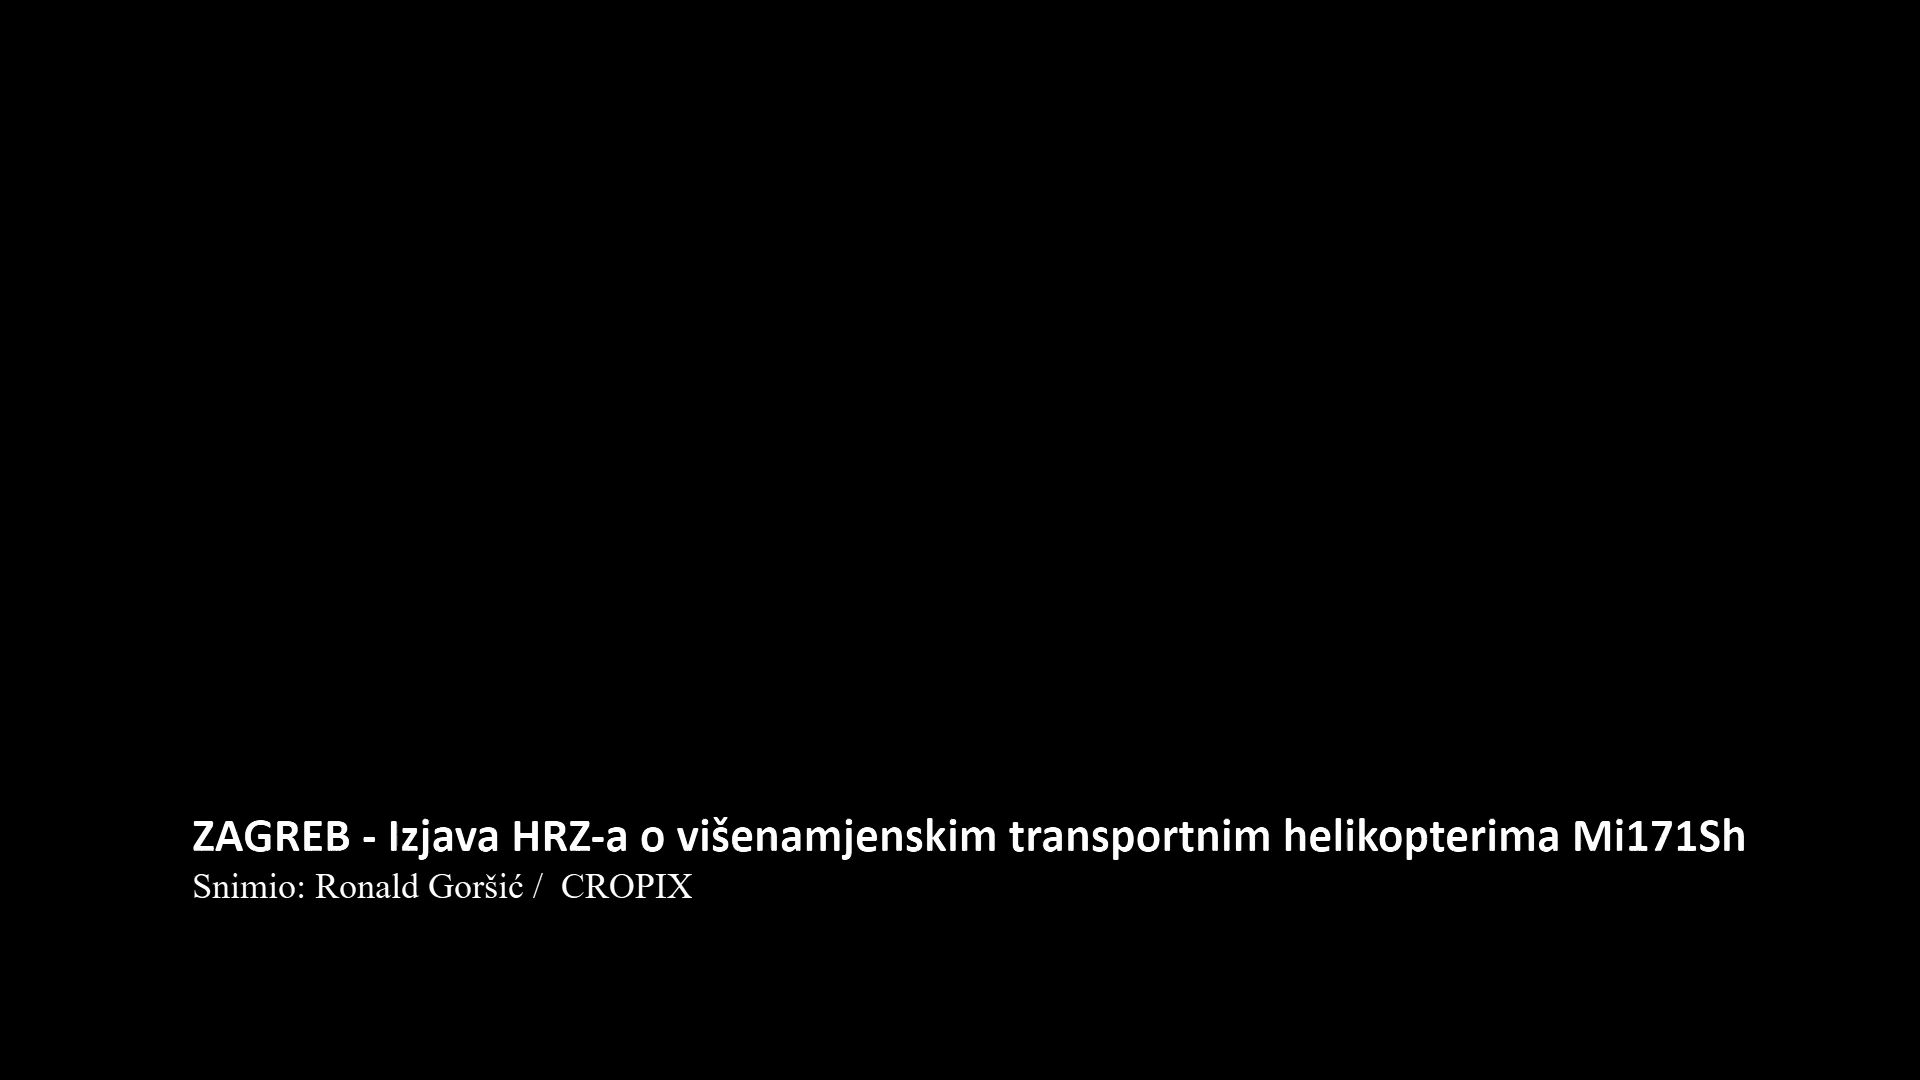 ZAGREB - Izjava HRZ-a o višenamjenskim transportnim helikopterima Mi171Sh
Snimio: Ronald Goršić /  CROPIX